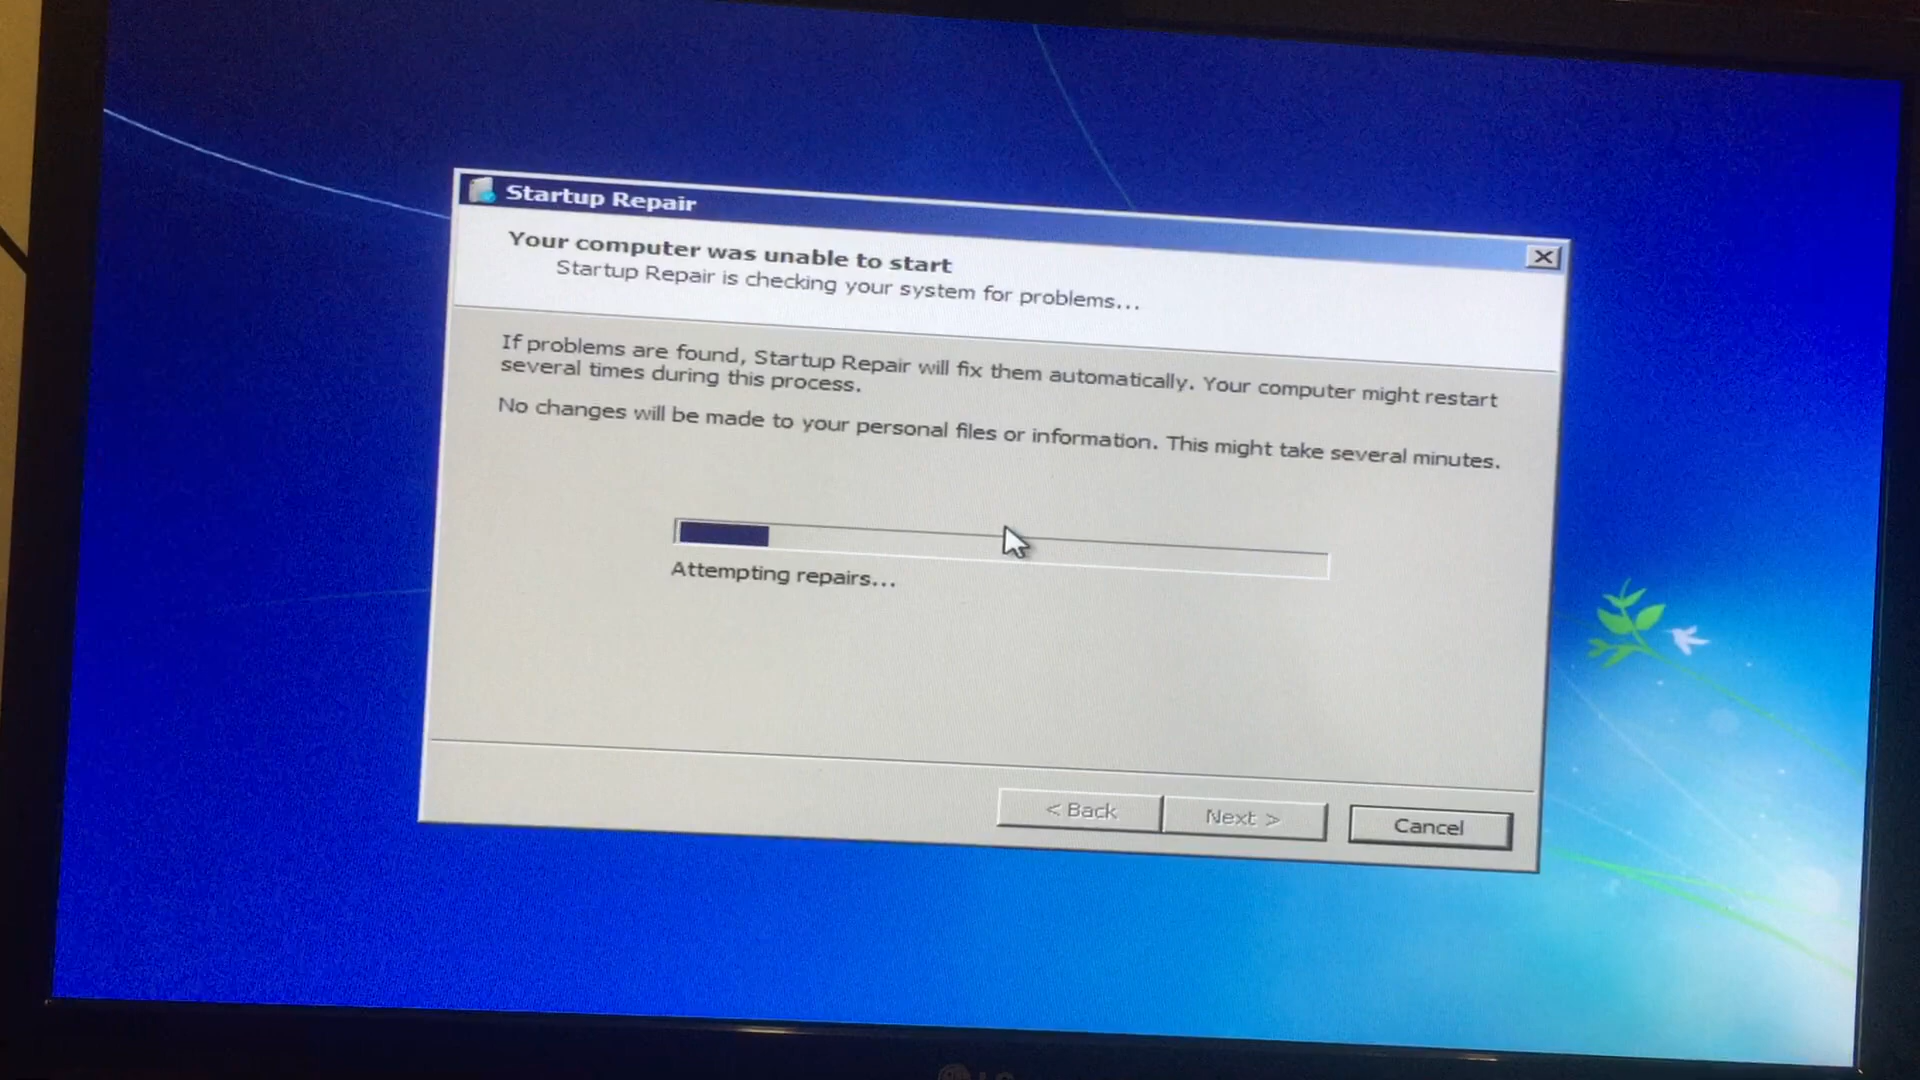 Startup Repair
Your computer was unable to start
Startup Repair is checking your system for problems...
If problems are found, Startup Repair will fix them automatically. Your computer might restart
several times during this process.
No changes will be made to your personal files or information. This might take several minutes.
Attempting repairs...
< Back
Next >
Cancel